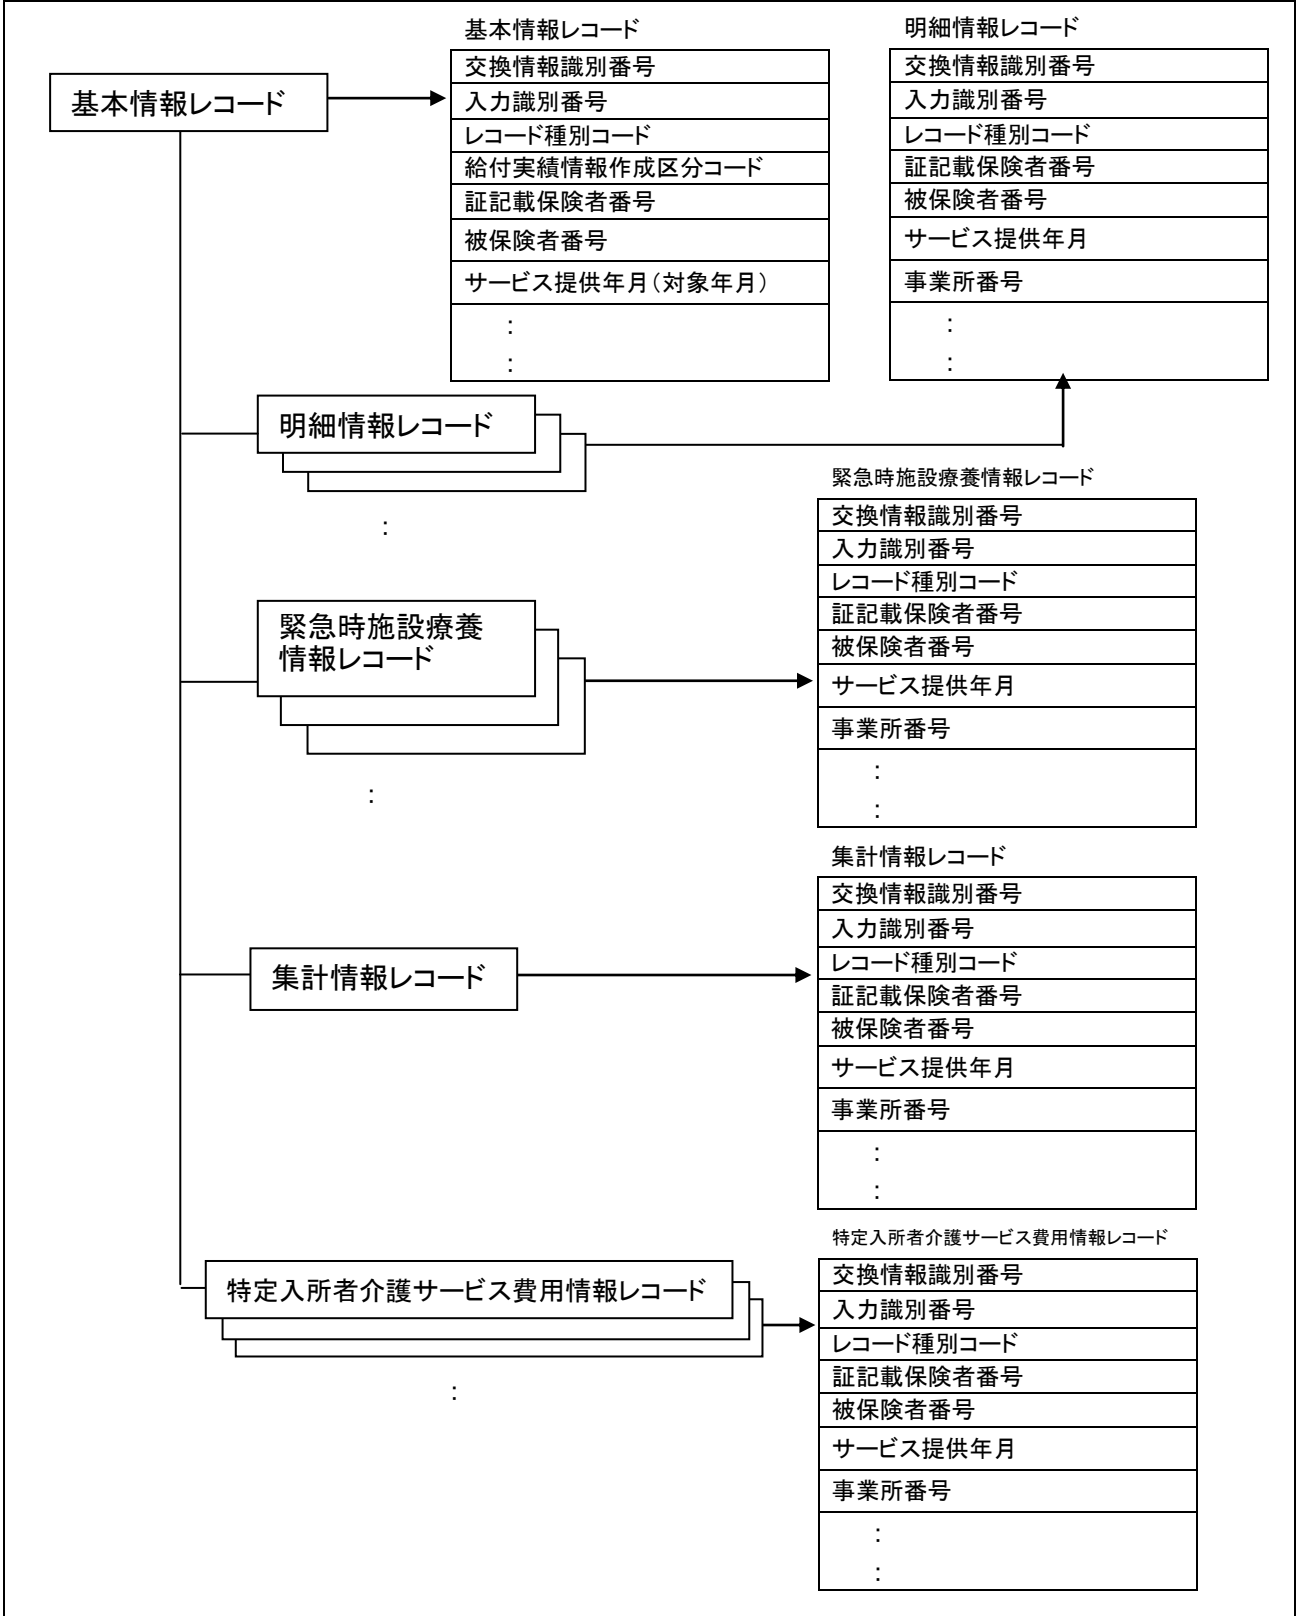 基本情報レコード
基本情報レコード
交換情報識別番号
入力識別番号
レコード種別コード
給付実績情報作成区分コード
証記載保険者番号
被保険者番号
サービス提供年月(対象年月)
:
:
明細情報レコード
交換情報識別番号
入力識別番号
レコード種別コード
証記載保険者番号
被保険者番号
サービス提供年月
事業所番号
:
:
明細情報レコード
:
緊急時施設療養
情報レコード
:
緊急時施設療養情報レコード
交換情報識別番号
入力識別番号
レコード種別コード
証記載保険者番号
被保険者番号
サービス提供年月
事業所番号
:
:
集計情報レコード
集計情報レコード
交換情報識別番号
入力識別番号
レコード種別コード
証記載保険者番号
被保険者番号
サービス提供年月
事業所番号
:
:
特定入所者介護サービス費用情報レコード
:
特定入所者介護サービス費用情報レコード
交換情報識別番号
入力識別番号
レコード種別コード
証記載保険者番号
被保険者番号
サービス提供年月
事業所番号
:
: